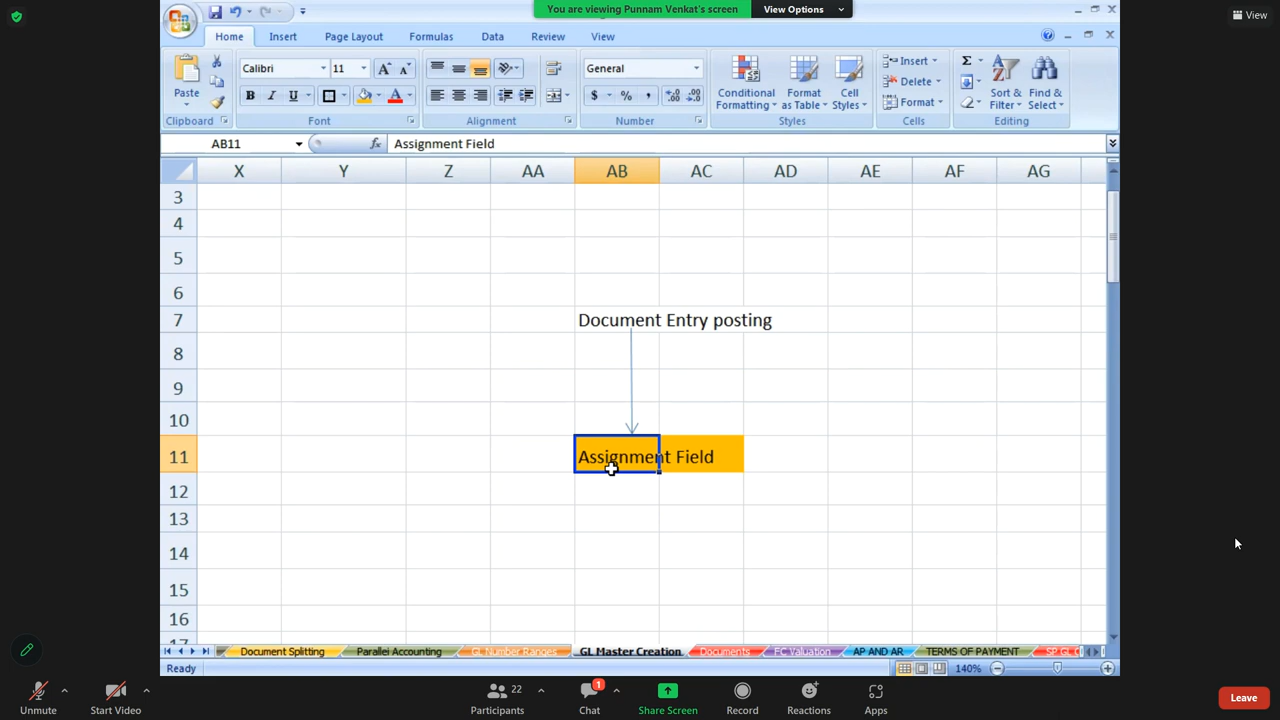 You are viewing Punnam Venkat's screen
View Options
View
Home Insert Page Layout Formulas Data Review View
Paste
Calibri 11
B I U
General
$ % ,
Conditional Formatting
Format as Table
Cell Styles
Insert
Delete
Format
Σ
Sort & Filter
Find & Select
Clipboard Font Alignment Number Styles Cells Editing
AB11 fx Assignment Field
X Y Z AA AB AC AD AE AF AG
3
4
5
6
7 Document Entry posting
8
9
10
11 Assignment Field
12
13
14
15
16
17
Document Splitting Parallel Accounting GL Number Ranges GL Master Creation Documents FC Valuation AP AND AR TERMS OF PAYMENT
Ready 140%
22 1
Unmute Start Video Participants Chat Share Screen Record Reactions Apps Leave